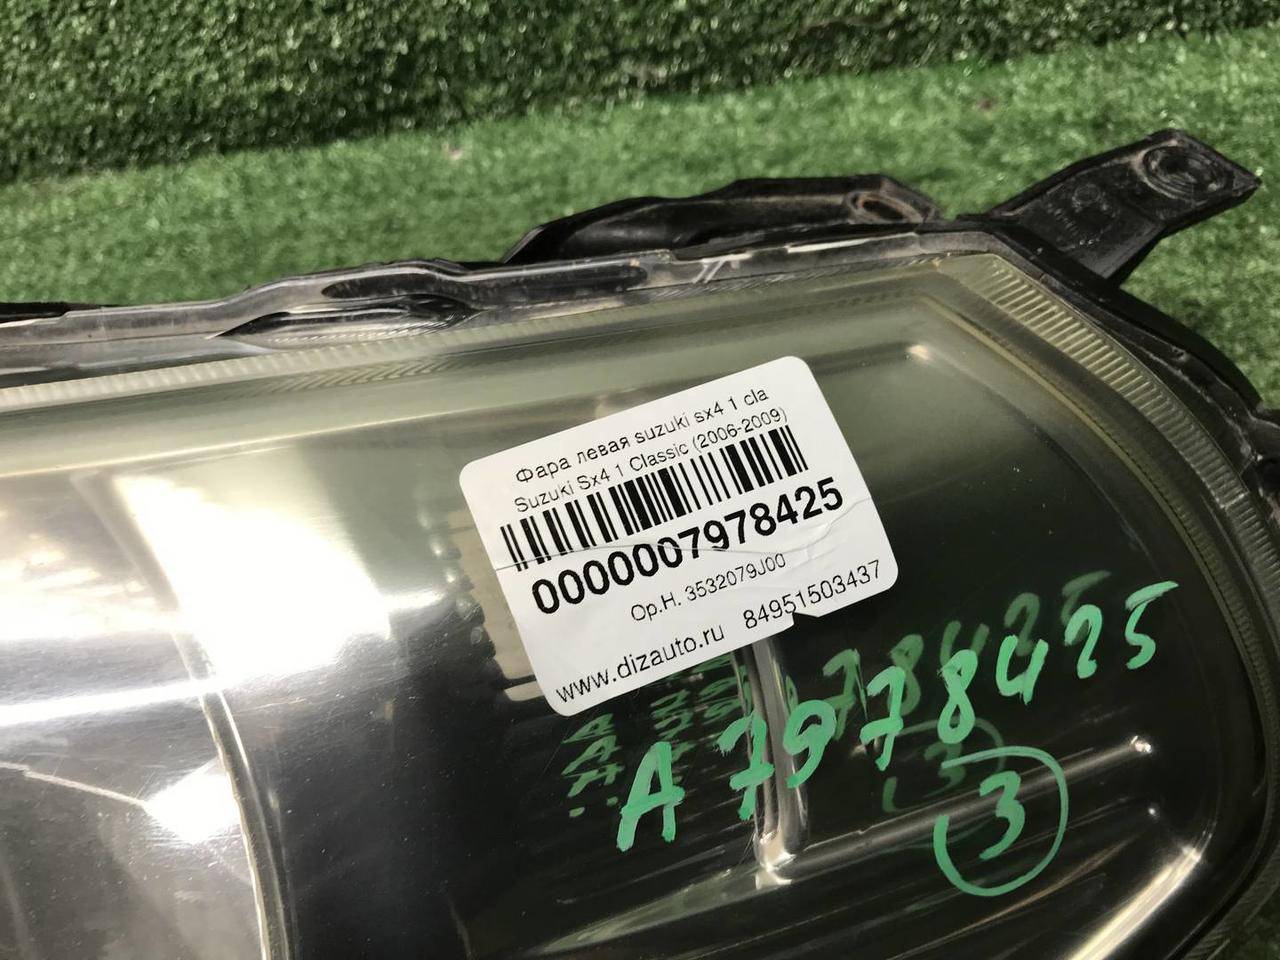 Фара левая suzuki sx4 1 cla
Suzuki Sx4 1 Classic (2006-2009)
0000007978425
Ор.Н. 3532079J00
www.dizauto.ru 84951503437
A 7978425
3